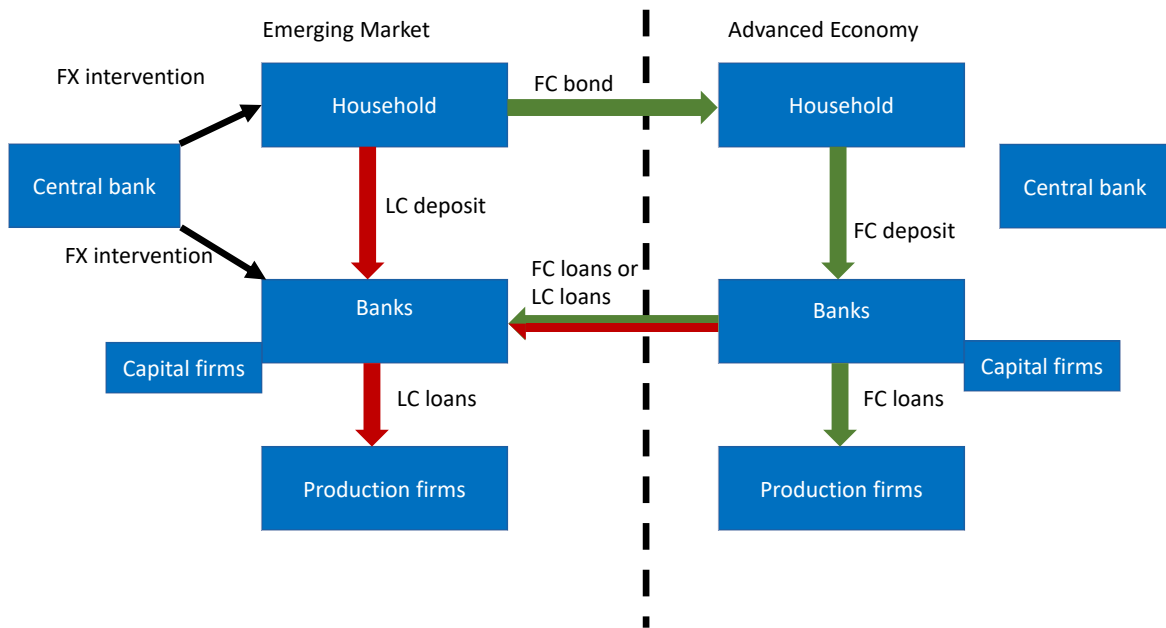 Emerging Market
Advanced Economy
FX intervention
Household
FC bond
Household
Central bank
Central bank
LC deposit
FC deposit
FX intervention
FC loans or
LC loans
Banks
Banks
Capital firms
Capital firms
LC loans
FC loans
Production firms
Production firms